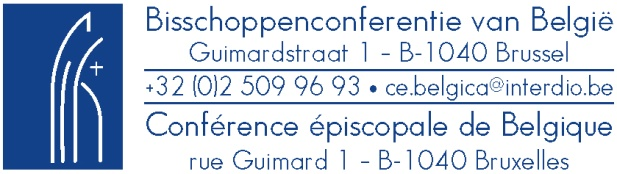 Bisschoppenconferentie van België
Guimardstraat 1 – B-1040 Brussel
+32 (0)2 509 96 93 • ce.belgica@interdio.be
Conférence épiscopale de Belgique
rue Guimard 1 – B-1040 Bruxelles